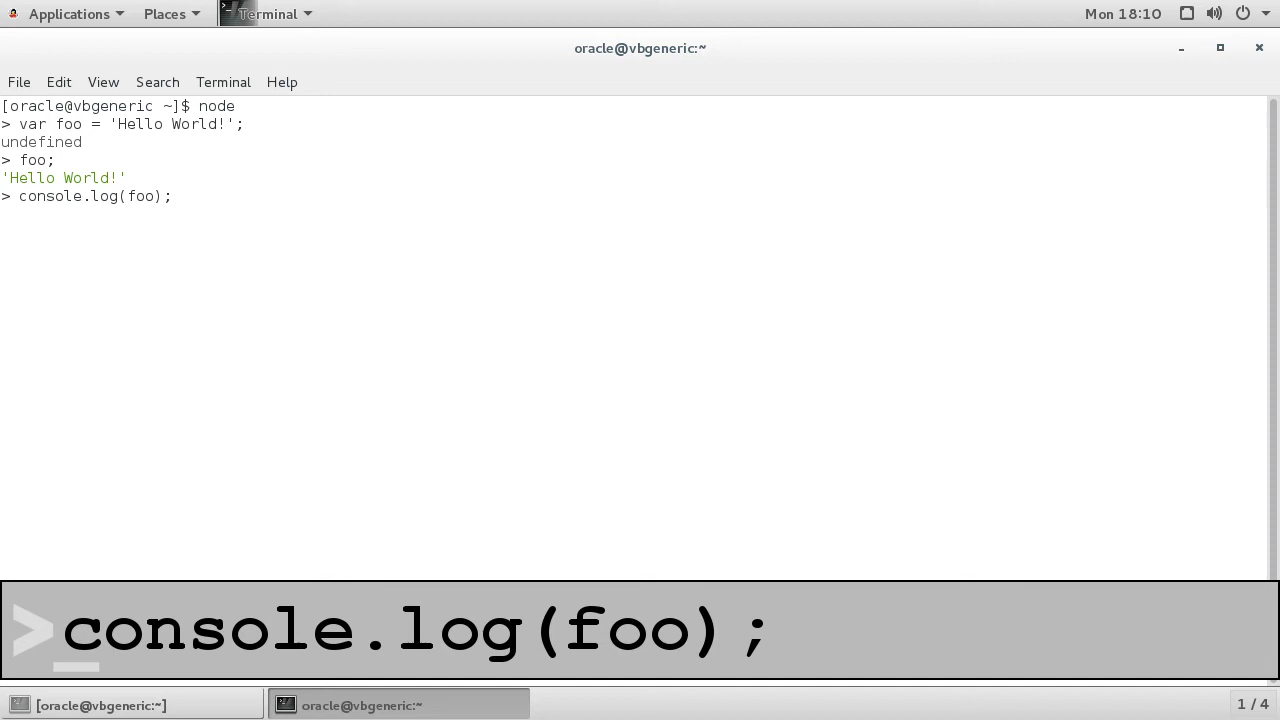 Applications Places Terminal Mon 18:10
oracle@vbgeneric:~
File Edit View Search Terminal Help
[oracle@vbgeneric ~]$ node
> var foo = 'Hello World!';
undefined
> foo;
'Hello World!'
> console.log(foo);
>console.log(foo);
[oracle@vbgeneric:~] oracle@vbgeneric:~ 1 / 4